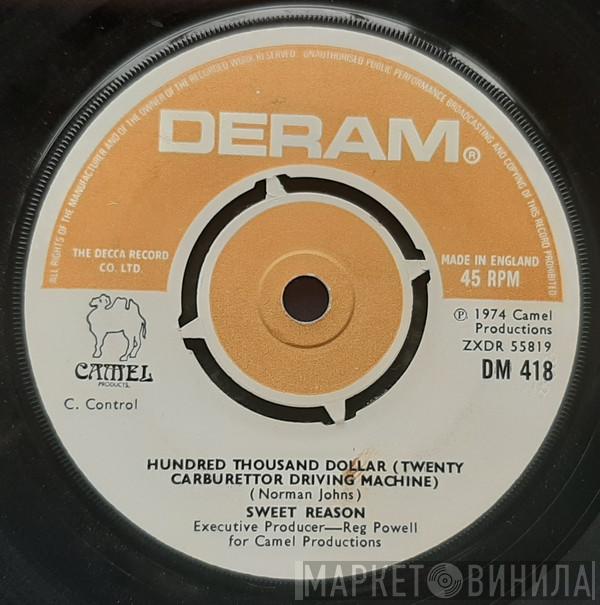 ALL RIGHTS OF THE MANUFACTURER AND OF THE OWNER OF THE RECORDED WORK RESERVED. UNAUTHORISED PUBLIC PERFORMANCE BROADCASTING AND COPYING OF THIS RECORD PROHIBITED
DERAM®
THE DECCA RECORD
CO. LTD.
MADE IN ENGLAND
45 RPM
℗ 1974 Camel
Productions
ZXDR 55819
DM 418
CAMEL
PRODUCTS.
C. Control
HUNDRED THOUSAND DOLLAR (TWENTY
CARBURETTOR DRIVING MACHINE)
(Norman Johns)
SWEET REASON
Executive Producer—Reg Powell
for Camel Productions
МАРКЕТ ВИНИЛА